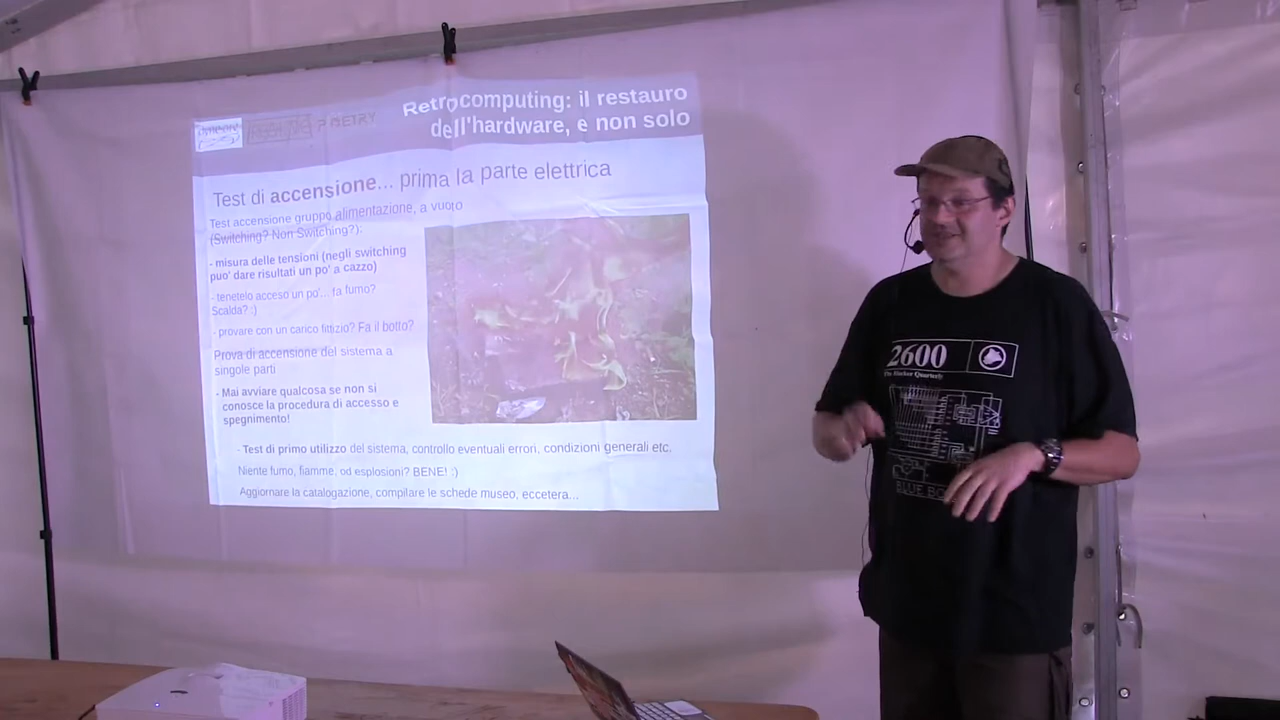 POETRY
Retrocomputing: il restauro
dell'hardware, e non solo
Test di accensione... prima la parte elettrica
Test accensione gruppo alimentazione, a vuoto
(Switching? Non Switching?):
- misura delle tensioni (negli switching
puo' dare risultati un po' a cazzo)
- tenetelo acceso un po'... fa fumo?
Scalda? :)
- provare con un carico fittizio? Fa il botto?
Prova di accensione del sistema a
singole parti
- Mai avviare qualcosa se non si
conosce la procedura di accesso e
spegnimento!
- Test di primo utilizzo del sistema, controllo eventuali errori, condizioni generali etc.
Niente fumo, fiamme, od esplosioni? BENE! :)
Aggiornare la catalogazione, compilare le schede museo, eccetera...
2600
The Hacker Quarterly
BLUE BO